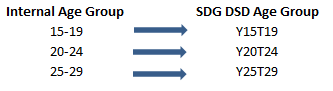 Internal Age Group SDG DSD Age Group
15-19 Y15T19
20-24 Y20T24
25-29 Y25T29